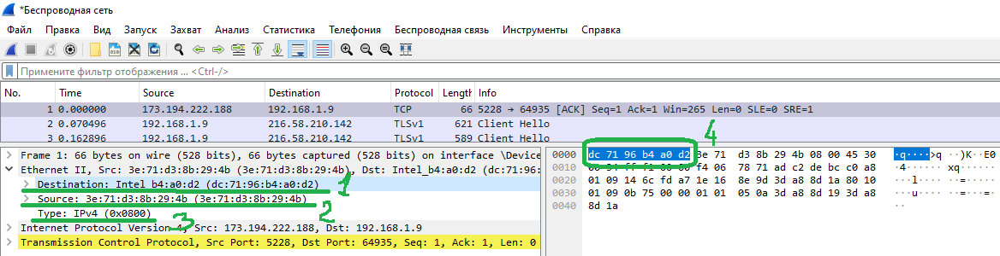 *Беспроводная сеть
Файл Правка Вид Запуск Захват Анализ Статистика Телефония Беспроводная связь Инструменты Справка
Примените фильтр отображения ... <Ctrl-/>
No. Time Source Destination Protocol Length Info
1 0.000000 173.194.222.188 192.168.1.9 TCP 66 5228 → 64935 [ACK] Seq=1 Ack=1 Win=265 Len=0 SLE=0 SRE=1
2 0.070496 192.168.1.9 216.58.210.142 TLSv1 621 Client Hello
3 0.162896 192.168.1.9 216.58.210.142 TLSv1 589 Client Hello
4
Frame 1: 66 bytes on wire (528 bits), 66 bytes captured (528 bits) on interface \Device
Ethernet II, Src: 3e:71:d3:8b:29:4b (3e:71:d3:8b:29:4b), Dst: Intel_b4:a0:d2 (dc:71:96:
Destination: Intel b4:a0:d2 (dc:71:96:b4:a0:d2) 1
Source: 3e:71:d3:8b:29:4b (3e:71:d3:8b:29:4b) 2
Type: IPv4 (0x0800) 3
Internet Protocol Version 4, Src: 173.194.222.188, Dst: 192.168.1.9
Transmission Control Protocol, Src Port: 5228, Dst Port: 64935, Seq: 1, Ack: 1, Len: 0
0000 dc 71 96 b4 a0 d2 3e 71 d3 8b 29 4b 08 00 45 30 ·q····>q ··)K··E0
0010 00 34 ff f1 00 00 f4 06 78 71 ad c2 de bc c0 a8 ·4······ xq······
0020 01 09 14 6c fd a7 1e 16 8e 9d 3d a8 8d 1a 80 10 ···l···· ··=·····
0030 01 09 0b 75 00 00 01 01 05 0a 3d a8 8d 19 3d a8 ···u···· ··=···=·
0040 8d 1a ··